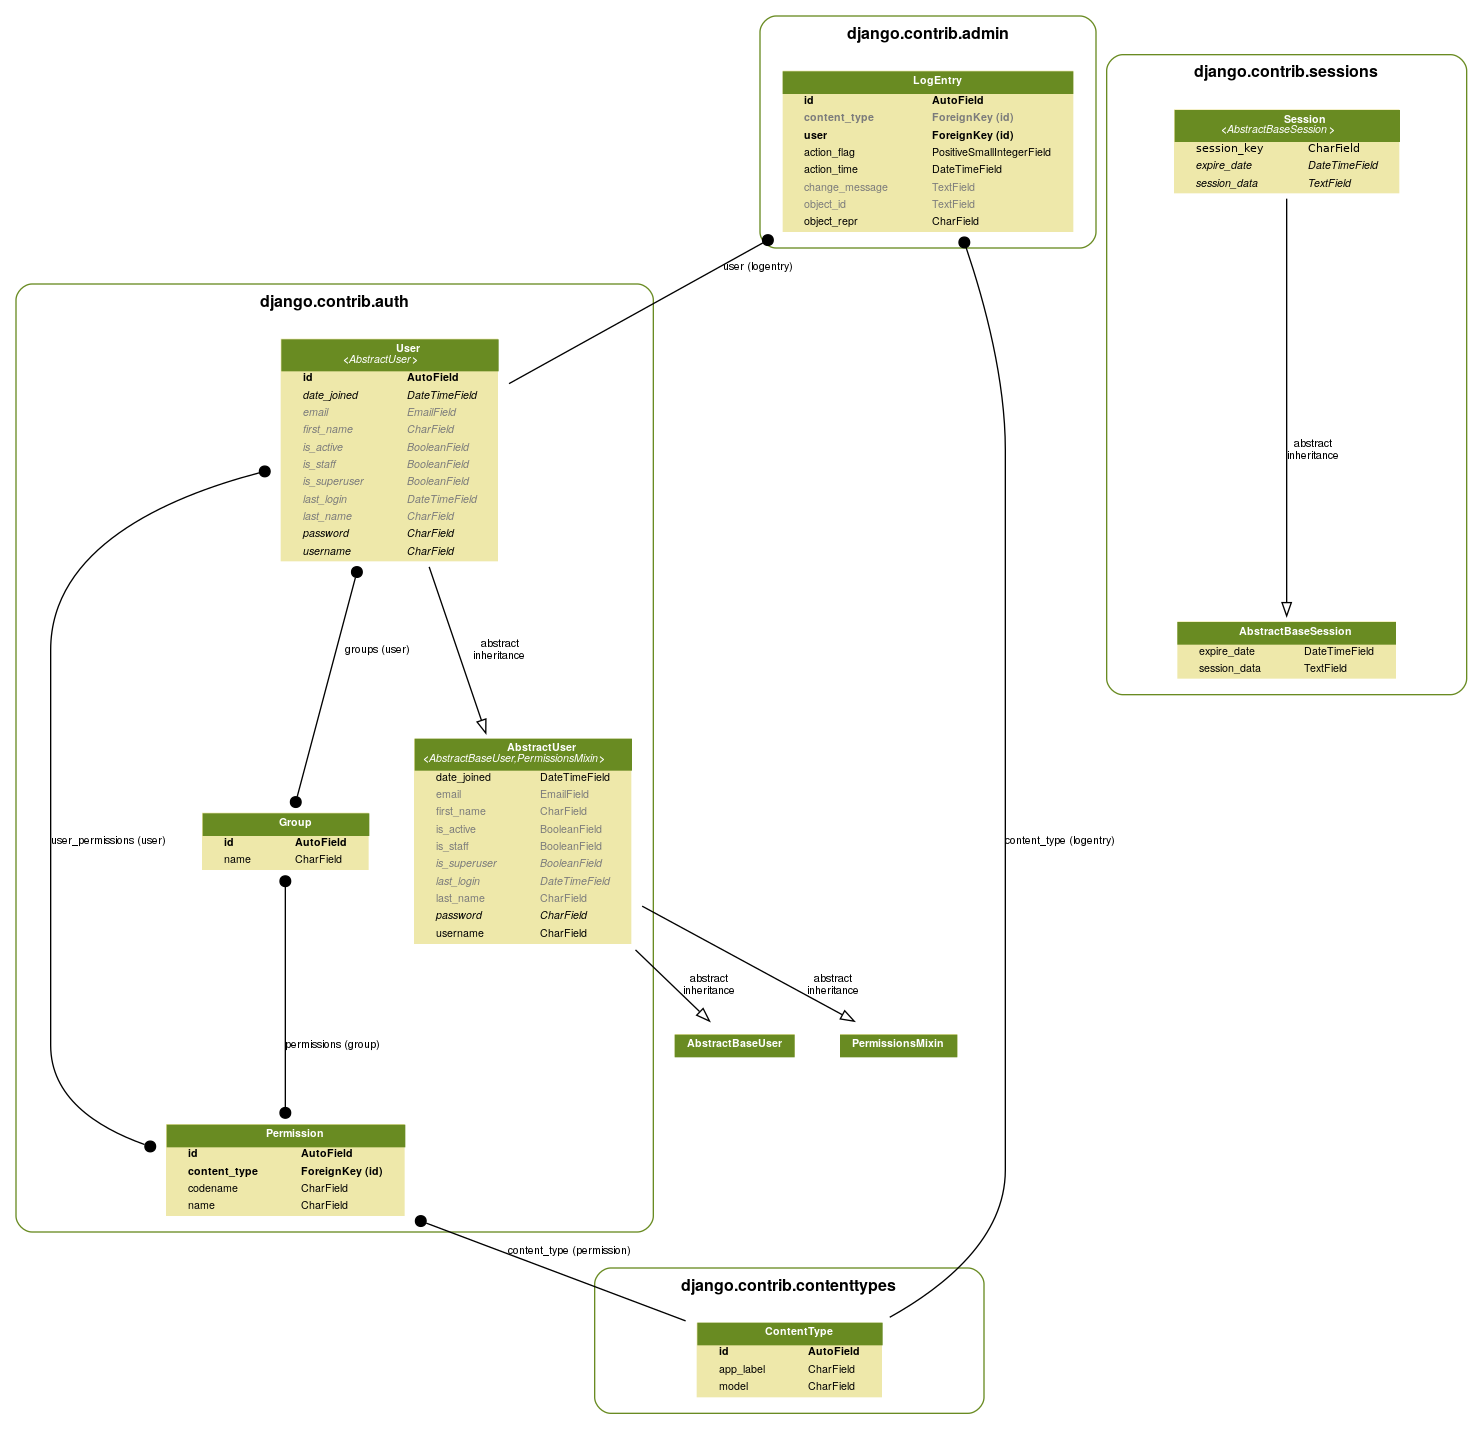 django.contrib.admin
LogEntry
id AutoField
content_type ForeignKey (id)
user ForeignKey (id)
action_flag PositiveSmallIntegerField
action_time DateTimeField
change_message TextField
object_id TextField
object_repr CharField
django.contrib.sessions
Session
<AbstractBaseSession>
session_key CharField
expire_date DateTimeField
session_data TextField
abstract
inheritance
AbstractBaseSession
expire_date DateTimeField
session_data TextField
user (logentry)
django.contrib.auth
User
<AbstractUser>
id AutoField
date_joined DateTimeField
email EmailField
first_name CharField
is_active BooleanField
is_staff BooleanField
is_superuser BooleanField
last_login DateTimeField
last_name CharField
password CharField
username CharField
groups (user)
abstract
inheritance
AbstractUser
<AbstractBaseUser,PermissionsMixin>
date_joined DateTimeField
email EmailField
first_name CharField
is_active BooleanField
is_staff BooleanField
is_superuser BooleanField
last_login DateTimeField
last_name CharField
password CharField
username CharField
Group
id AutoField
name CharField
user_permissions (user)
content_type (logentry)
abstract
inheritance
abstract
inheritance
AbstractBaseUser
PermissionsMixin
permissions (group)
Permission
id AutoField
content_type ForeignKey (id)
codename CharField
name CharField
content_type (permission)
django.contrib.contenttypes
ContentType
id AutoField
app_label CharField
model CharField